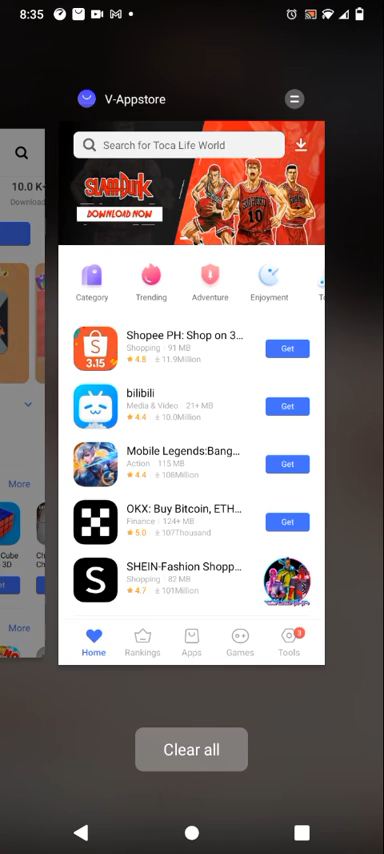 8:35
V-Appstore
Search for Toca Life World
SLAM DUNK
DOWNLOAD NOW
10
10.0 K
Download
Category
Trending
Adventure
Enjoyment
Shopee PH: Shop on 3...
Shopping 91 MB
4.8 11.9Million
Get
3.15
bilibili
Media & Video 21+ MB
4.4 10.0Million
Get
Mobile Legends:Bang...
Action 115 MB
4.4 108Million
Get
OKX: Buy Bitcoin, ETH...
Finance 124+ MB
5.0 107Thousand
Get
SHEIN-Fashion Shopp...
Shopping 82 MB
4.7 101Million
S
More
Cube
3D
More
Home
Rankings
Apps
Games
Tools
3
Clear all